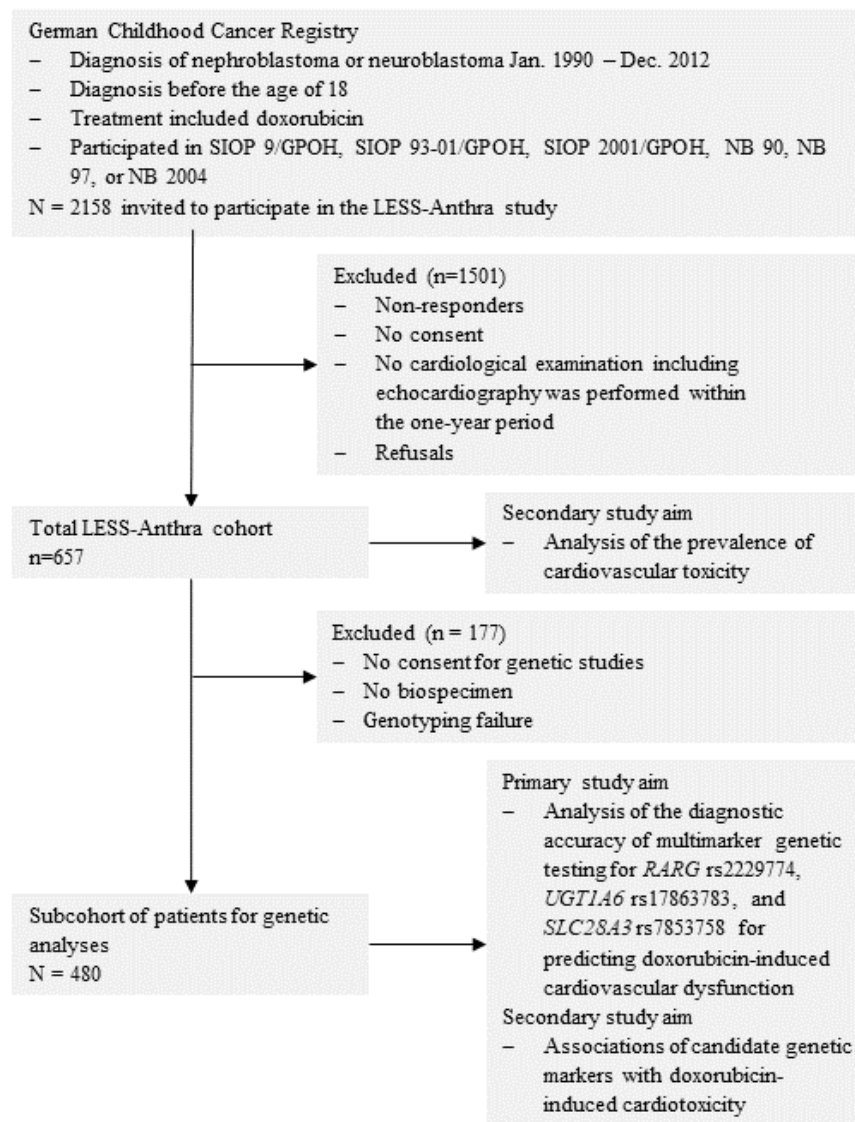 German Childhood Cancer Registry
– Diagnosis of nephroblastoma or neuroblastoma Jan. 1990 – Dec. 2012
– Diagnosis before the age of 18
– Treatment included doxorubicin
– Participated in SIOP 9/GPOH, SIOP 93-01/GPOH, SIOP 2001/GPOH, NB 90, NB
97, or NB 2004
N = 2158 invited to participate in the LESS-Anthra study
Excluded (n=1501)
– Non-responders
– No consent
– No cardiological examination including
echocardiography was performed within
the one-year period
– Refusals
Total LESS-Anthra cohort
n=657
Secondary study aim
– Analysis of the prevalence of
cardiovascular toxicity
Excluded (n = 177)
– No consent for genetic studies
– No biospecimen
– Genotyping failure
Subcohort of patients for genetic
analyses
N = 480
Primary study aim
– Analysis of the diagnostic
accuracy of multimarker genetic
testing for RARG rs2229774,
UGT1A6 rs17863783, and
SLC28A3 rs7853758 for
predicting doxorubicin-induced
cardiovascular dysfunction
Secondary study aim
– Associations of candidate genetic
markers with doxorubicin-
induced cardiotoxicity